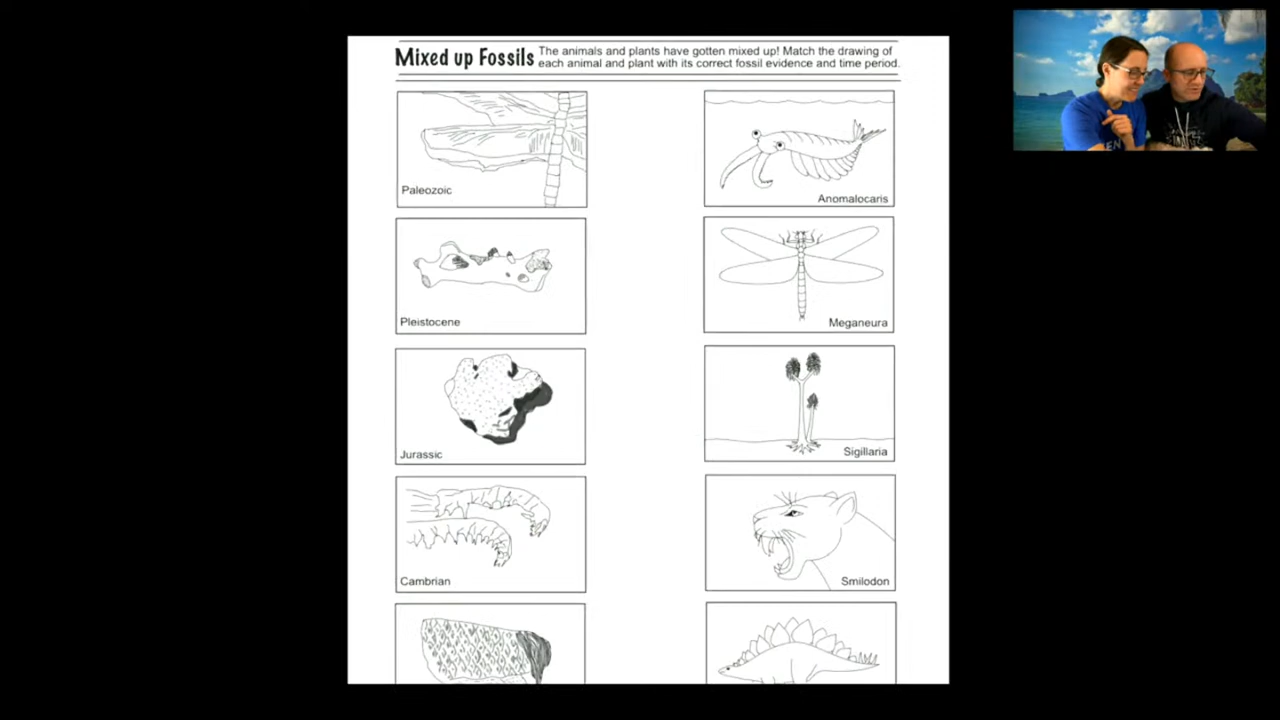 Mixed up Fossils
The animals and plants have gotten mixed up! Match the drawing of
each animal and plant with its correct fossil evidence and time period.
Paleozoic
Anomalocaris
Pleistocene
Meganeura
Jurassic
Sigillaria
Cambrian
Smilodon